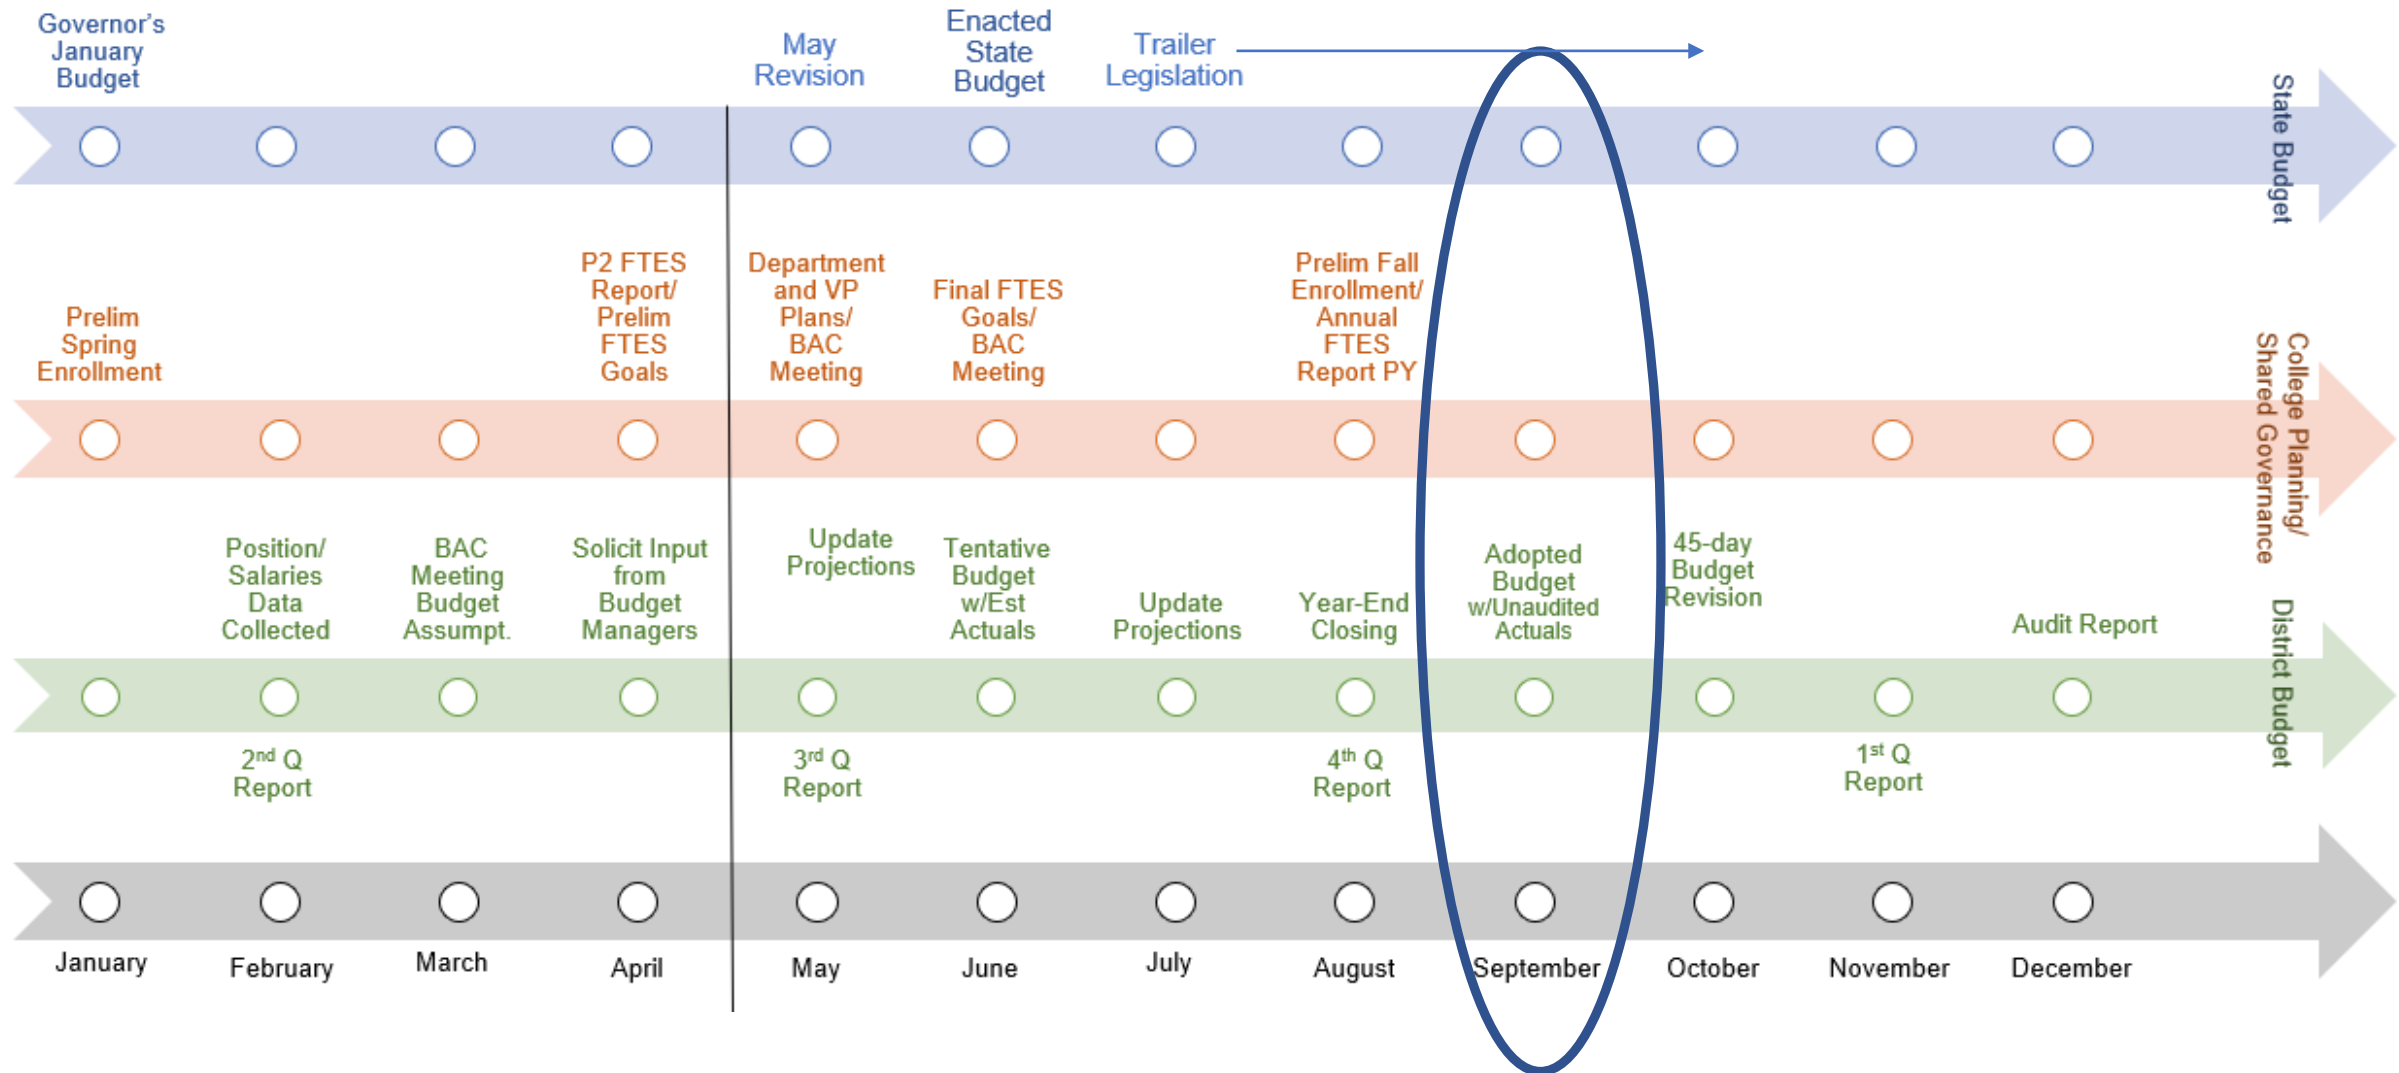 Governor's
January
Budget
May
Revision
Enacted
State
Budget
Trailer
Legislation
State Budget
Prelim
Spring
Enrollment
P2 FTES
Report/
Prelim
FTES
Goals
Department
and VP
Plans/
BAC
Meeting
Final FTES
Goals/
BAC
Meeting
Prelim Fall
Enrollment/
Annual
FTES
Report PY
College Planning/
Shared Governance
Position/
Salaries
Data
Collected
BAC
Meeting
Budget
Assumpt.
Solicit Input
from
Budget
Managers
Update
Projections
Tentative
Budget
w/Est
Actuals
Update
Projections
Year-End
Closing
Adopted
Budget
w/Unaudited
Actuals
45-day
Budget
Revision
Audit Report
District Budget
2nd Q
Report
3rd Q
Report
4th Q
Report
1st Q
Report
January
February
March
April
May
June
July
August
September
October
November
December